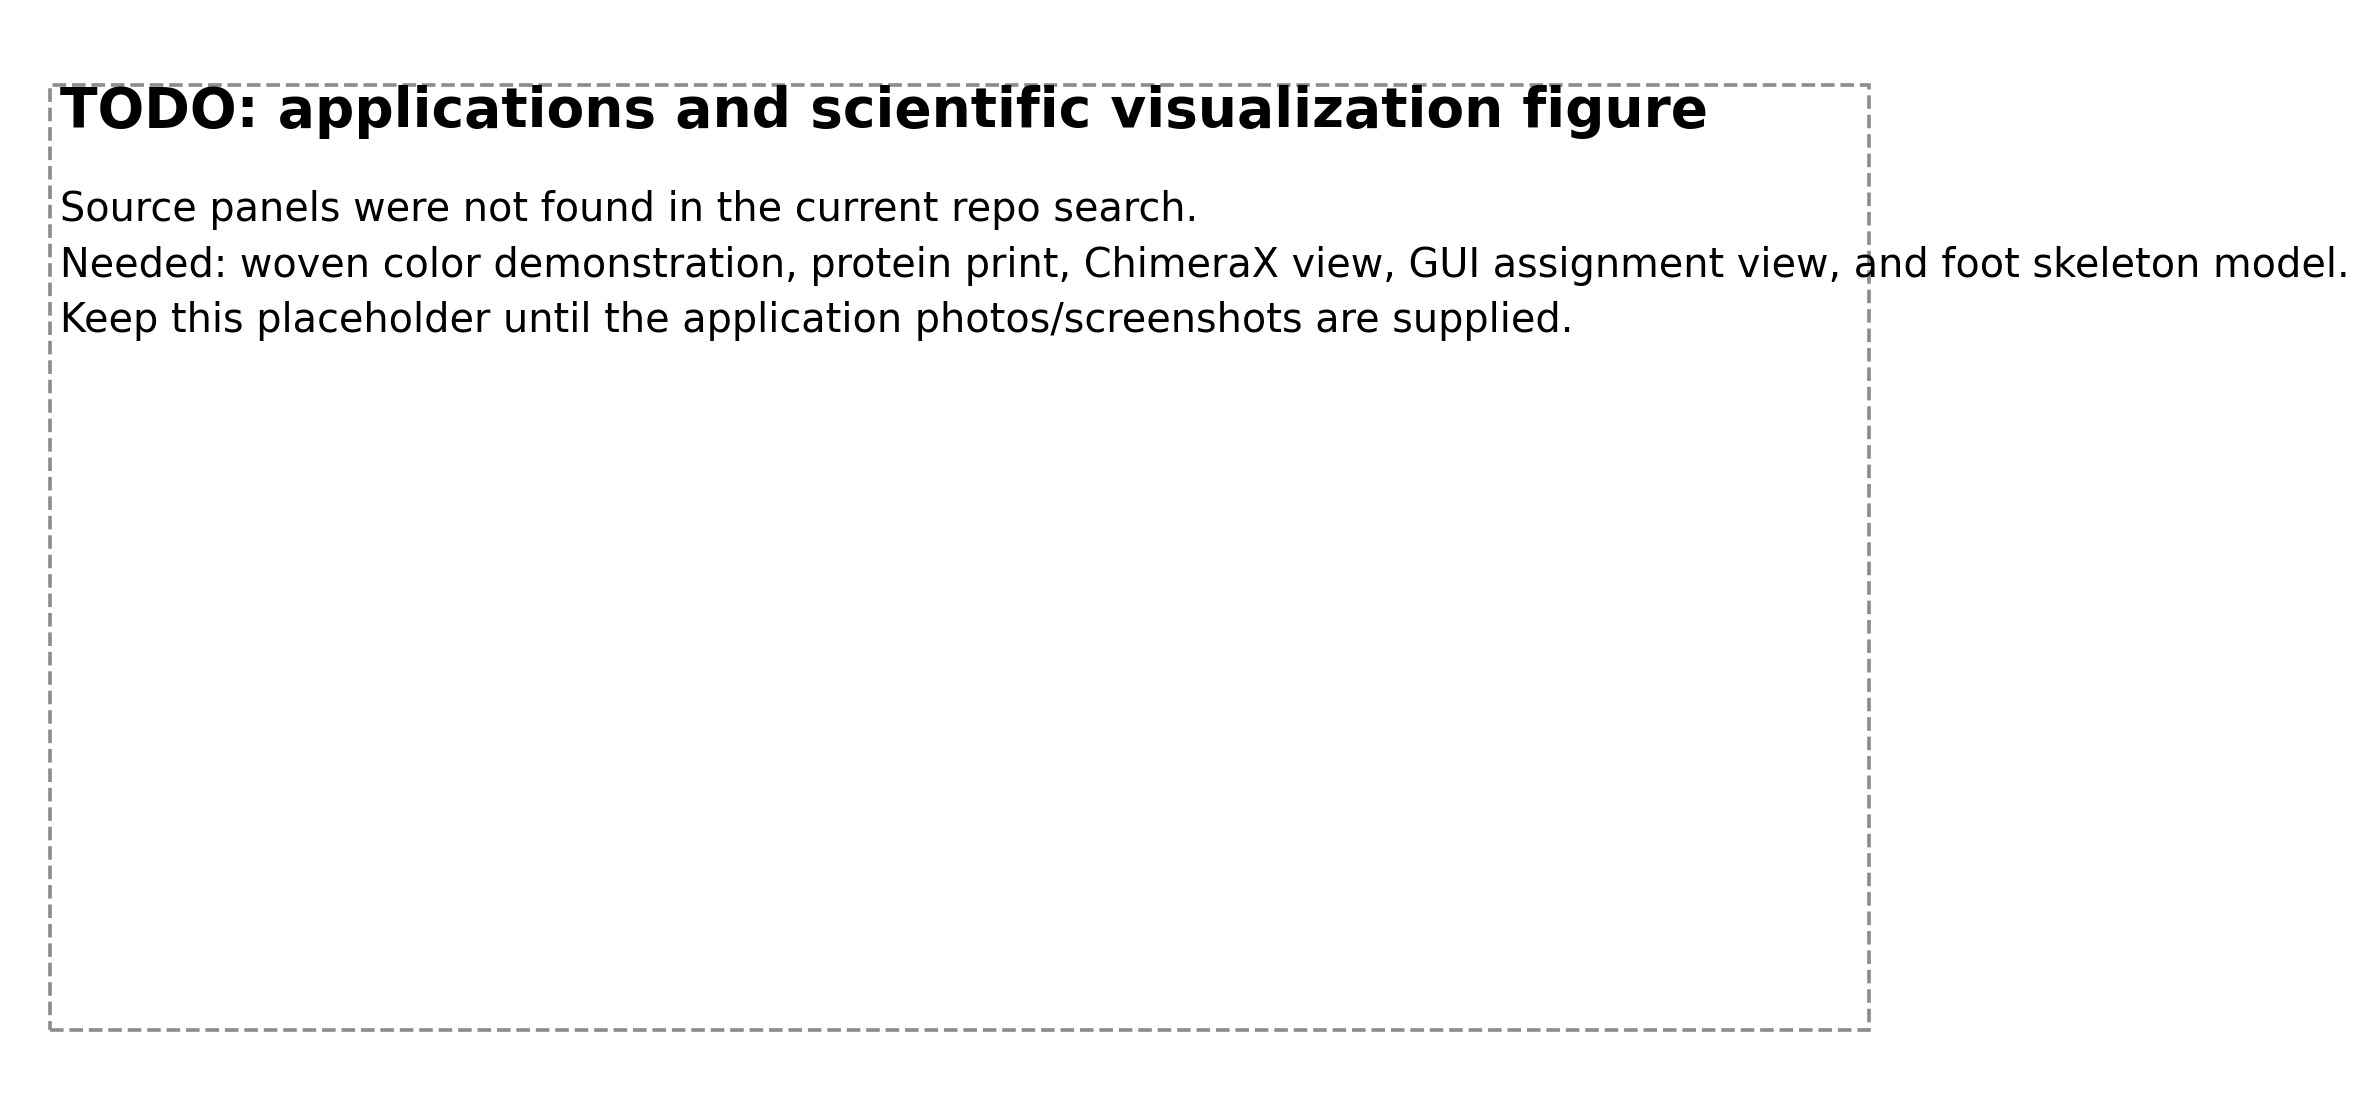 TODO: applications and scientific visualization figure
Source panels were not found in the current repo search.
Needed: woven color demonstration, protein print, ChimeraX view, GUI assignment view, and foot skeleton model.
Keep this placeholder until the application photos/screenshots are supplied.